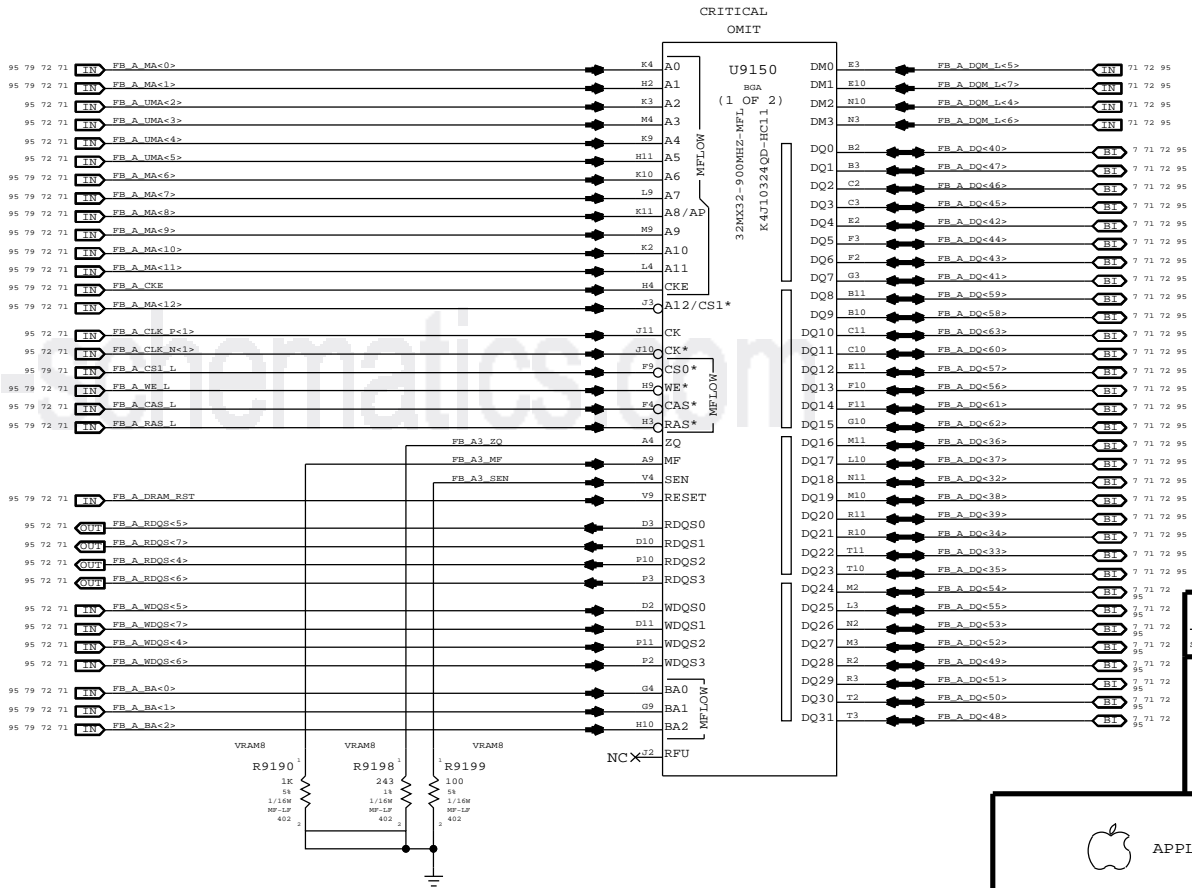 CRITICAL
OMIT
U9150
BGA
(1 OF 2)
32MX32-900MHZ-MFL
K4J10324QD-HC11
MFLOW
95 79 72 71 IN FB_A_MA<0> K4 A0
95 79 72 71 IN FB_A_MA<1> H2 A1
95 72 71 IN FB_A_UMA<2> K3 A2
95 72 71 IN FB_A_UMA<3> M4 A3
95 72 71 IN FB_A_UMA<4> K9 A4
95 72 71 IN FB_A_UMA<5> H11 A5
95 79 72 71 IN FB_A_MA<6> K10 A6
95 79 72 71 IN FB_A_MA<7> L9 A7
95 79 72 71 IN FB_A_MA<8> K11 A8/AP
95 79 72 71 IN FB_A_MA<9> M9 A9
95 79 72 71 IN FB_A_MA<10> K2 A10
95 79 72 71 IN FB_A_MA<11> L4 A11
95 79 72 71 IN FB_A_CKE H4 CKE
95 79 72 71 IN FB_A_MA<12> J3 A12/CS1*
95 72 71 IN FB_A_CLK_P<1> J11 CK
95 72 71 IN FB_A_CLK_N<1> J10 CK*
95 79 71 IN FB_A_CS1_L F9 CS0*
95 79 72 71 IN FB_A_WE_L H9 WE*
95 79 72 71 IN FB_A_CAS_L F4 CAS*
95 79 72 71 IN FB_A_RAS_L H3 RAS*
MFLOW
FB_A3_ZQ A4 ZQ
FB_A3_MF A9 MF
FB_A3_SEN V4 SEN
95 79 72 71 IN FB_A_DRAM_RST V9 RESET
95 72 71 OUT FB_A_RDQS<5> D3 RDQS0
95 72 71 OUT FB_A_RDQS<7> D10 RDQS1
95 72 71 OUT FB_A_RDQS<4> P10 RDQS2
95 72 71 OUT FB_A_RDQS<6> P3 RDQS3
95 72 71 IN FB_A_WDQS<5> D2 WDQS0
95 72 71 IN FB_A_WDQS<7> D11 WDQS1
95 72 71 IN FB_A_WDQS<4> P11 WDQS2
95 72 71 IN FB_A_WDQS<6> P2 WDQS3
95 79 72 71 IN FB_A_BA<0> G4 BA0
95 79 72 71 IN FB_A_BA<1> G9 BA1
95 79 72 71 IN FB_A_BA<2> H10 BA2
MFLOW
NC J2 RFU
DM0 E3 FB_A_DQM_L<5> IN 71 72 95
DM1 E10 FB_A_DQM_L<7> IN 71 72 95
DM2 N10 FB_A_DQM_L<4> IN 71 72 95
DM3 N3 FB_A_DQM_L<6> IN 71 72 95
DQ0 B2 FB_A_DQ<40> BI 7 71 72 95
DQ1 B3 FB_A_DQ<47> BI 7 71 72 95
DQ2 C2 FB_A_DQ<46> BI 7 71 72 95
DQ3 C3 FB_A_DQ<45> BI 7 71 72 95
DQ4 E2 FB_A_DQ<42> BI 7 71 72 95
DQ5 F3 FB_A_DQ<44> BI 7 71 72 95
DQ6 F2 FB_A_DQ<43> BI 7 71 72 95
DQ7 G3 FB_A_DQ<41> BI 7 71 72 95
DQ8 B11 FB_A_DQ<59> BI 7 71 72 95
DQ9 B10 FB_A_DQ<58> BI 7 71 72 95
DQ10 C11 FB_A_DQ<63> BI 7 71 72 95
DQ11 C10 FB_A_DQ<60> BI 7 71 72 95
DQ12 E11 FB_A_DQ<57> BI 7 71 72 95
DQ13 F10 FB_A_DQ<56> BI 7 71 72 95
DQ14 F11 FB_A_DQ<61> BI 7 71 72 95
DQ15 G10 FB_A_DQ<62> BI 7 71 72 95
DQ16 M11 FB_A_DQ<36> BI 7 71 72 95
DQ17 L10 FB_A_DQ<37> BI 7 71 72 95
DQ18 N11 FB_A_DQ<32> BI 7 71 72 95
DQ19 M10 FB_A_DQ<38> BI 7 71 72 95
DQ20 R11 FB_A_DQ<39> BI 7 71 72 95
DQ21 R10 FB_A_DQ<34> BI 7 71 72 95
DQ22 T11 FB_A_DQ<33> BI 7 71 72 95
DQ23 T10 FB_A_DQ<35> BI 7 71 72 95
DQ24 M2 FB_A_DQ<54> BI 7 71 72 95
DQ25 L3 FB_A_DQ<55> BI 7 71 72 95
DQ26 N2 FB_A_DQ<53> BI 7 71 72 95
DQ27 M3 FB_A_DQ<52> BI 7 71 72 95
DQ28 R2 FB_A_DQ<49> BI 7 71 72 95
DQ29 R3 FB_A_DQ<51> BI 7 71 72 95
DQ30 T2 FB_A_DQ<50> BI 7 71 72 95
DQ31 T3 FB_A_DQ<48> BI 7 71 72 95
VRAM8 VRAM8 VRAM8
R9190 1 R9198 1 R9199 1
1K 243 100
5% 1% 5%
1/16W 1/16W 1/16W
MF-LF MF-LF MF-LF
402 2 402 2 402 2
-schematics.com
APPL